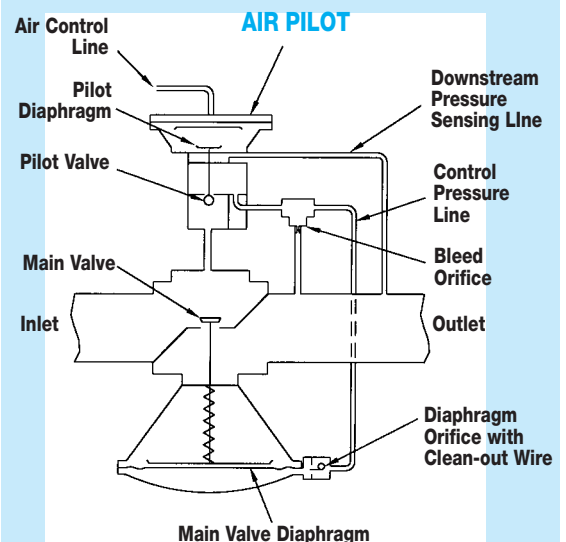 AIR PILOT
Air Control
Line
Pilot
Diaphragm
Pilot Valve
Main Valve
Inlet
Downstream
Pressure
Sensing LIne
Control
Pressure
Line
Bleed
Orifice
Outlet
Diaphragm
Orifice with
Clean-out Wire
Main Valve Diaphragm